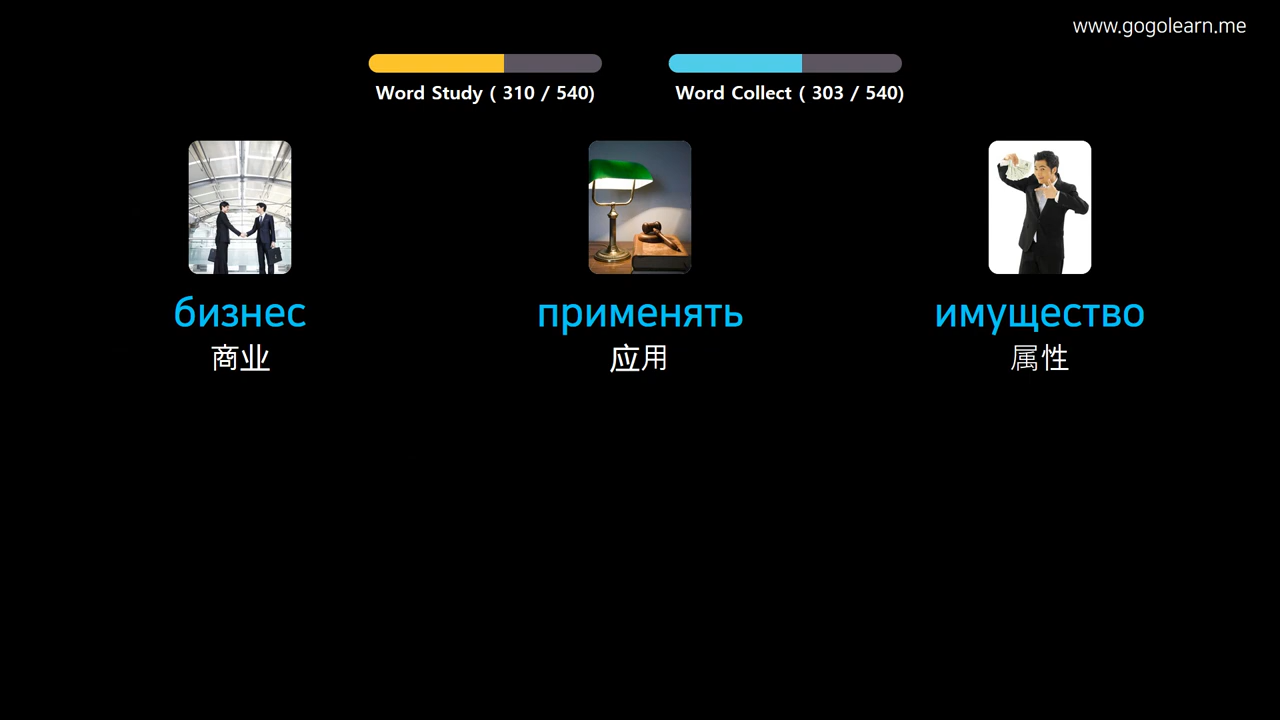 www.gogolearn.me
Word Study ( 310 / 540)
Word Collect ( 303 / 540)
бизнес
商业
применять
应用
имущество
属性